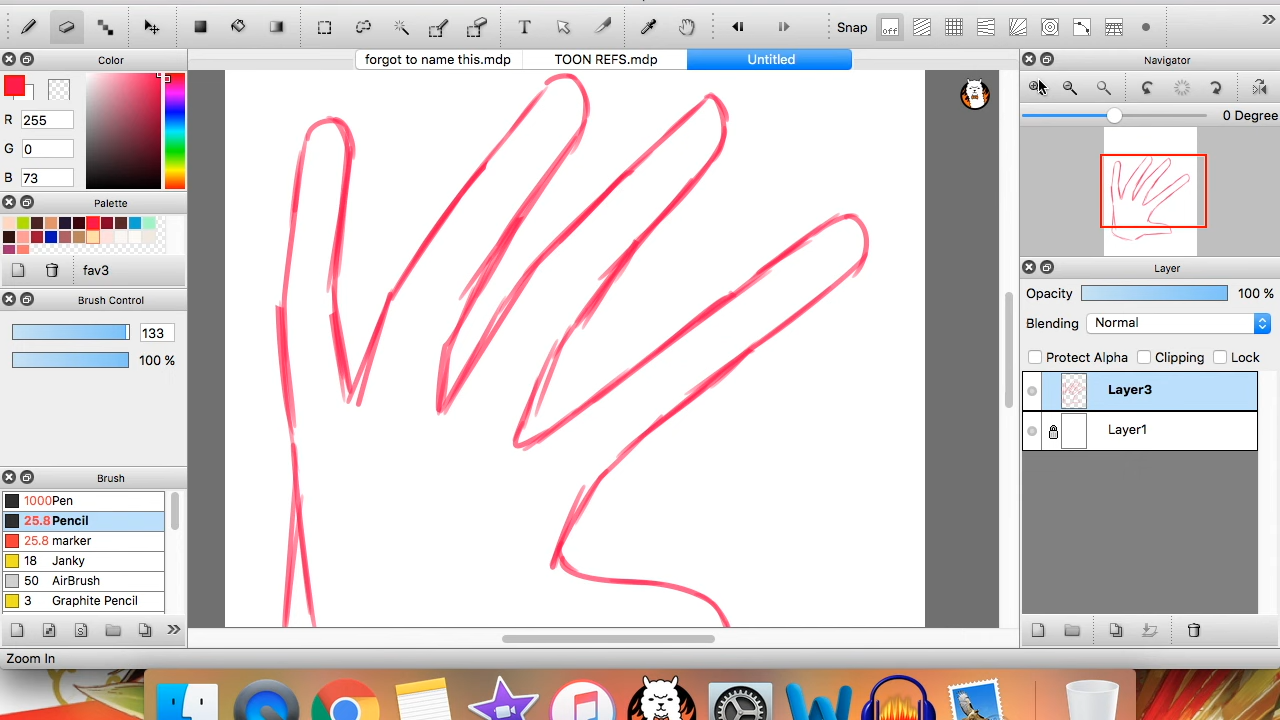 T
Snap
off
»
forgot to name this.mdp
TOON REFS.mdp
Untitled
Color
R 255
G 0
B 73
Palette
fav3
Brush Control
133
100 %
Brush
1000 Pen
25.8 Pencil
25.8 marker
18 Janky
50 AirBrush
3 Graphite Pencil
»
Zoom In
Navigator
0 Degree
Layer
Opacity 100 %
Blending Normal
Protect Alpha Clipping Lock
Layer3
Layer1
W